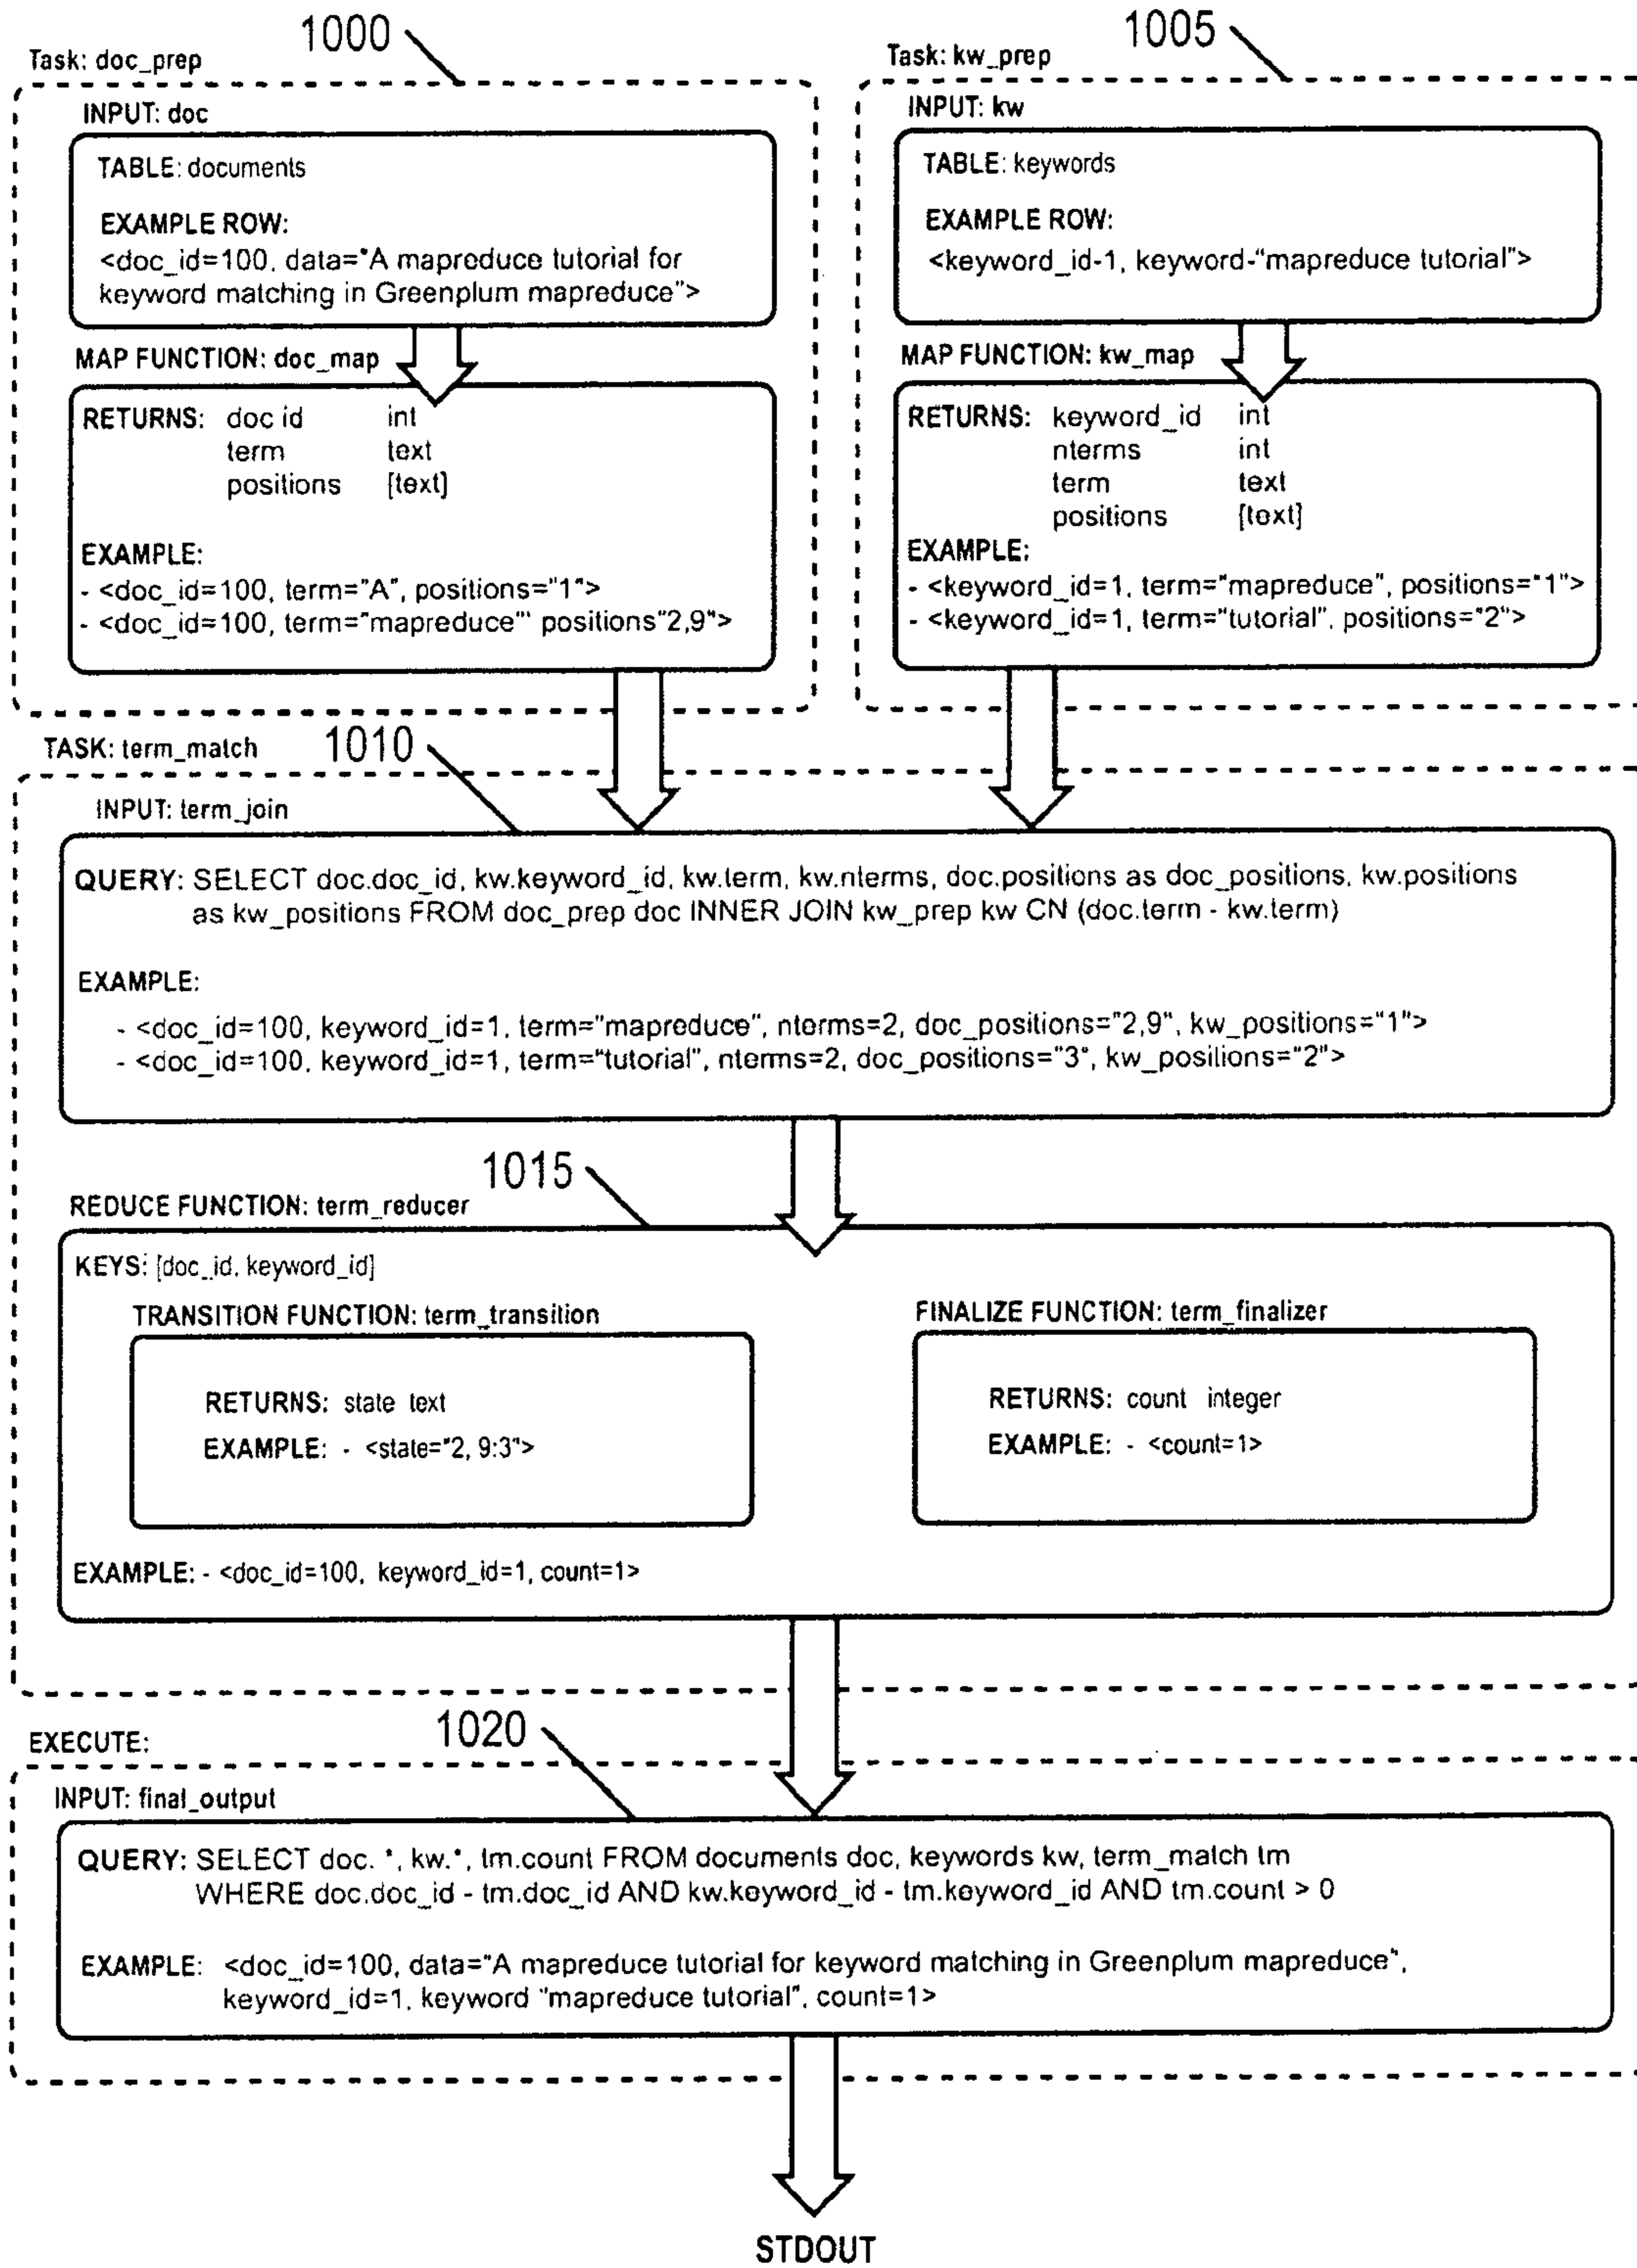 1000
Task: doc_prep
INPUT: doc
TABLE: documents
EXAMPLE ROW:
<doc_id=100, data="A mapreduce tutorial for
keyword matching in Greenplum mapreduce">
MAP FUNCTION: doc_map
RETURNS: doc id int
term text
positions [text]
EXAMPLE:
- <doc_id=100, term="A", positions="1">
- <doc_id=100, term="mapreduce"' positions"2,9">
1005
Task: kw_prep
INPUT: kw
TABLE: keywords
EXAMPLE ROW:
<keyword_id-1, keyword-"mapreduce tutorial">
MAP FUNCTION: kw_map
RETURNS: keyword_id int
nterms int
term text
positions [text]
EXAMPLE:
- <keyword_id=1, term="mapreduce", positions="1">
- <keyword_id=1, term="tutorial", positions="2">
TASK: term_match 1010
INPUT: term_join
QUERY: SELECT doc.doc_id, kw.keyword_id, kw.term, kw.nterms, doc.positions as doc_positions, kw.positions
as kw_positions FROM doc_prep doc INNER JOIN kw_prep kw CN (doc.term - kw.term)
EXAMPLE:
- <doc_id=100, keyword_id=1, term="mapreduce", nterms=2, doc_positions="2,9", kw_positions="1">
- <doc_id=100, keyword_id=1, term="tutorial", nterms=2, doc_positions="3", kw_positions="2">
1015
REDUCE FUNCTION: term_reducer
KEYS: [doc_id, keyword_id]
TRANSITION FUNCTION: term_transition
RETURNS: state text
EXAMPLE: - <state="2, 9:3">
FINALIZE FUNCTION: term_finalizer
RETURNS: count integer
EXAMPLE: - <count=1>
EXAMPLE: - <doc_id=100, keyword_id=1, count=1>
EXECUTE: 1020
INPUT: final_output
QUERY: SELECT doc. *, kw.*, tm.count FROM documents doc, keywords kw, term_match tm
WHERE doc.doc_id - tm.doc_id AND kw.keyword_id - tm.keyword_id AND tm.count > 0
EXAMPLE: <doc_id=100, data="A mapreduce tutorial for keyword matching in Greenplum mapreduce",
keyword_id=1, keyword "mapreduce tutorial", count=1>
STDOUT